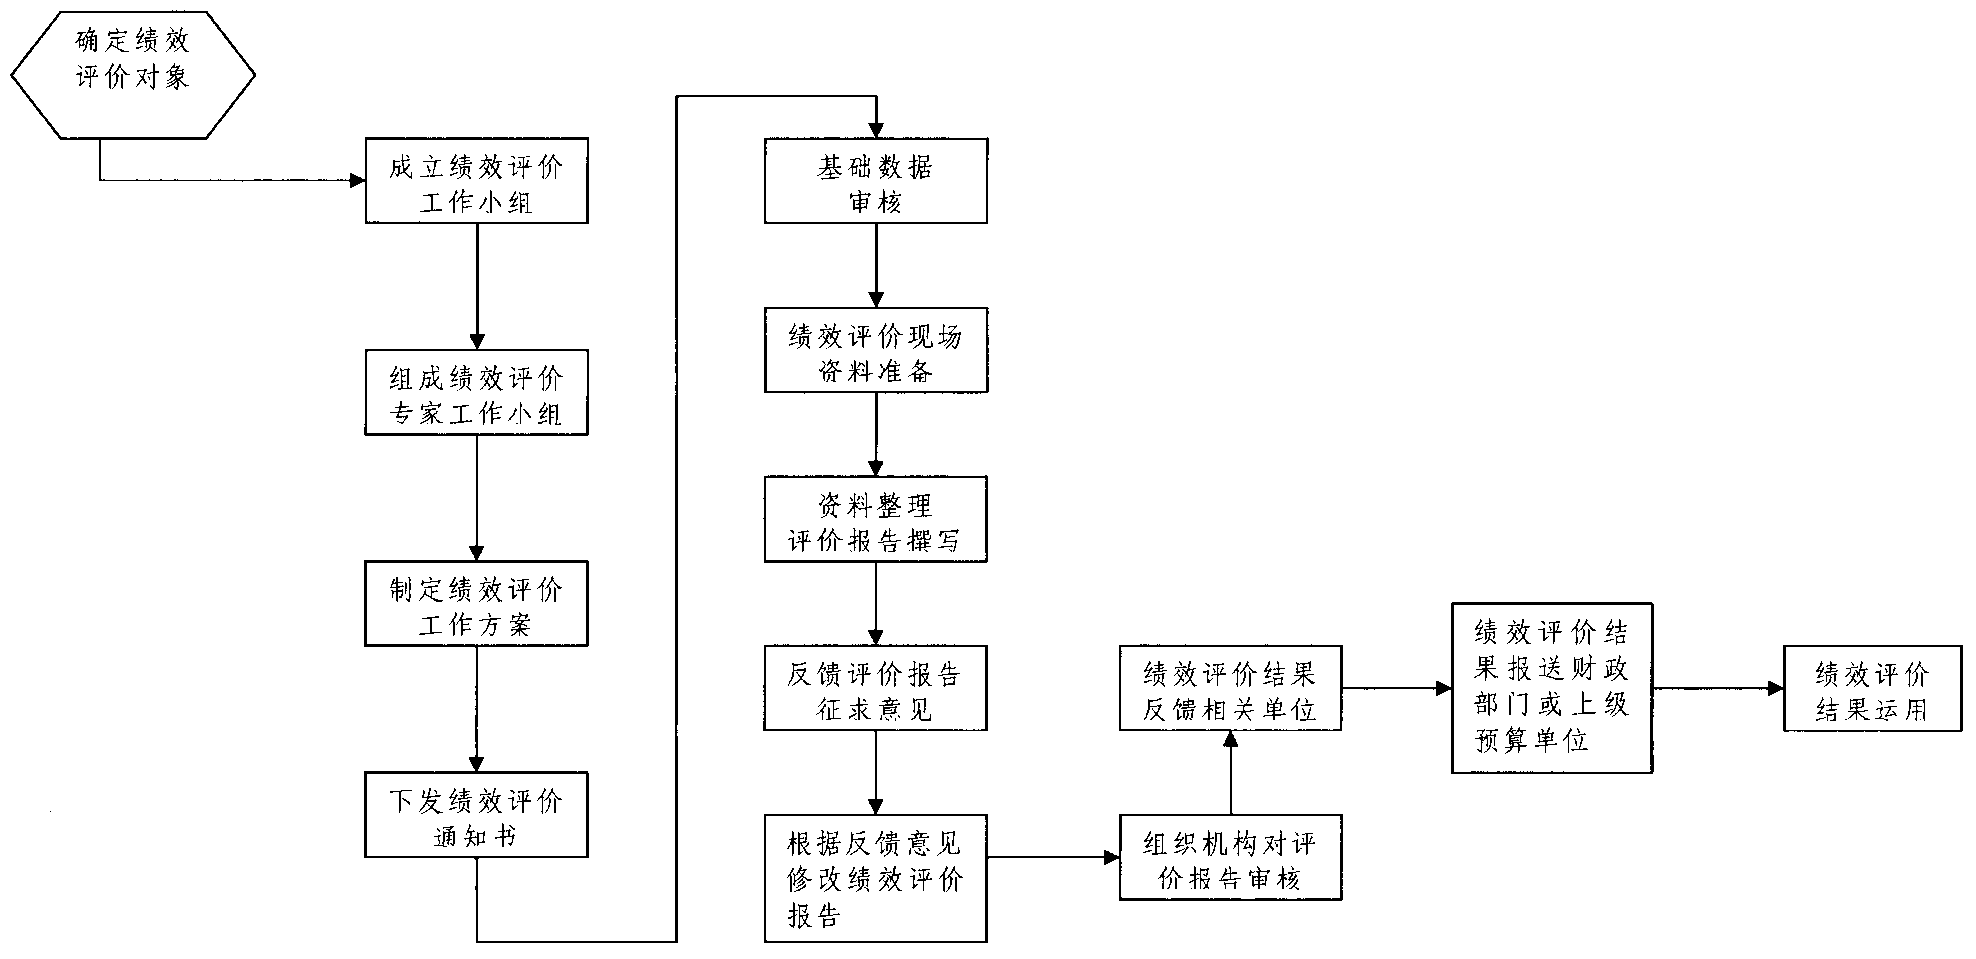 确定绩效
评价对象
成立绩效评价
工作小组
组成绩效评价
专家工作小组
制定绩效评价
工作方案
下发绩效评价
通知书
基础数据
审核
绩效评价现场
资料准备
资料整理
评价报告撰写
反馈评价报告
征求意见
根据反馈意见
修改绩效评价
报告
组织机构对评
价报告审核
绩效评价结果
反馈相关单位
绩效评价结
果报送财政
部门或上级
预算单位
绩效评价
结果运用